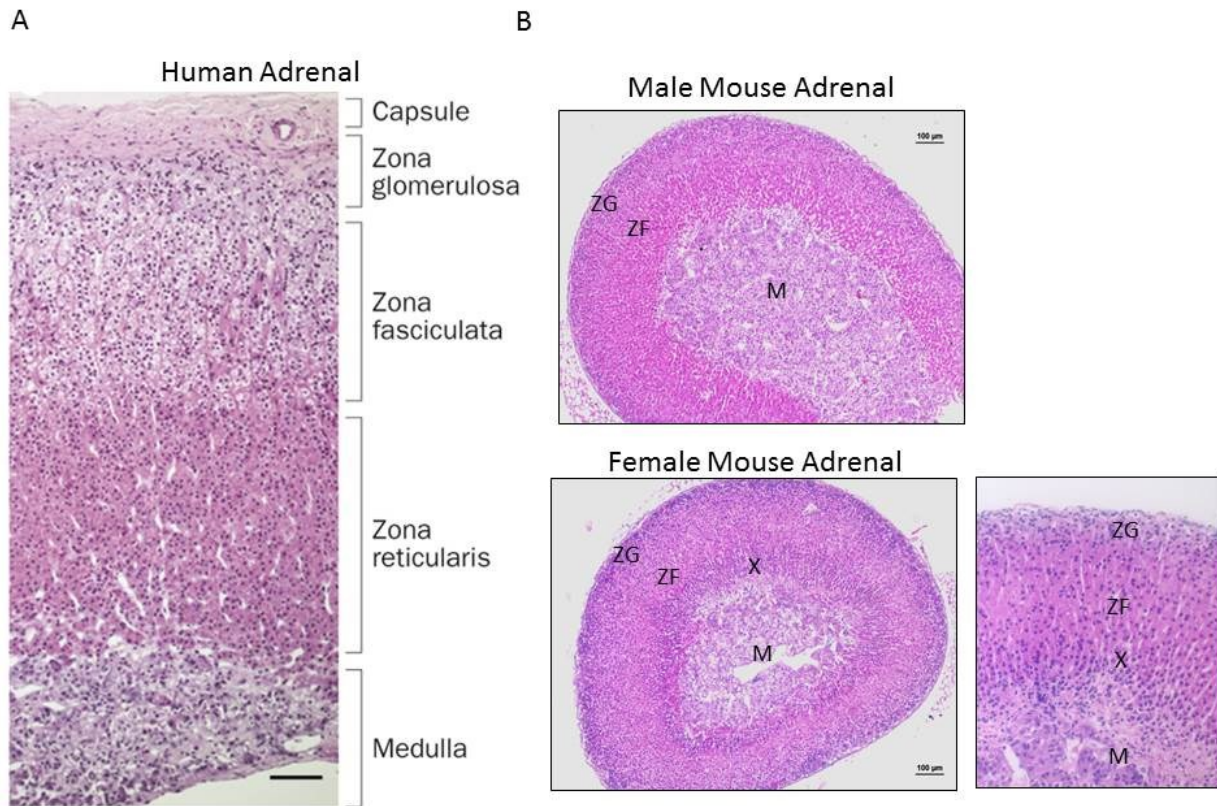 A
Human Adrenal
Capsule
Zona
glomerulosa
Zona
fasciculata
Zona
reticularis
Medulla
B
Male Mouse Adrenal
100 µm
ZG
ZF
M
Female Mouse Adrenal
ZG
ZF
X
M
100 µm
ZG
ZF
X
M